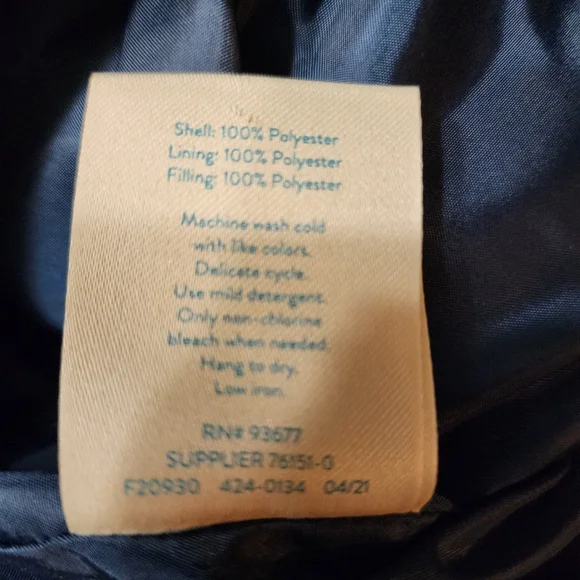 Shell: 100% Polyester
Lining: 100% Polyester
Filling: 100% Polyester
Machine wash cold
with like colors.
Delicate cycle.
Use mild detergent.
Only non-chlorine
bleach when needed.
Hang to dry.
Low iron.
RN# 93677
SUPPLIER 76151-0
F20930 424-0134 04/21